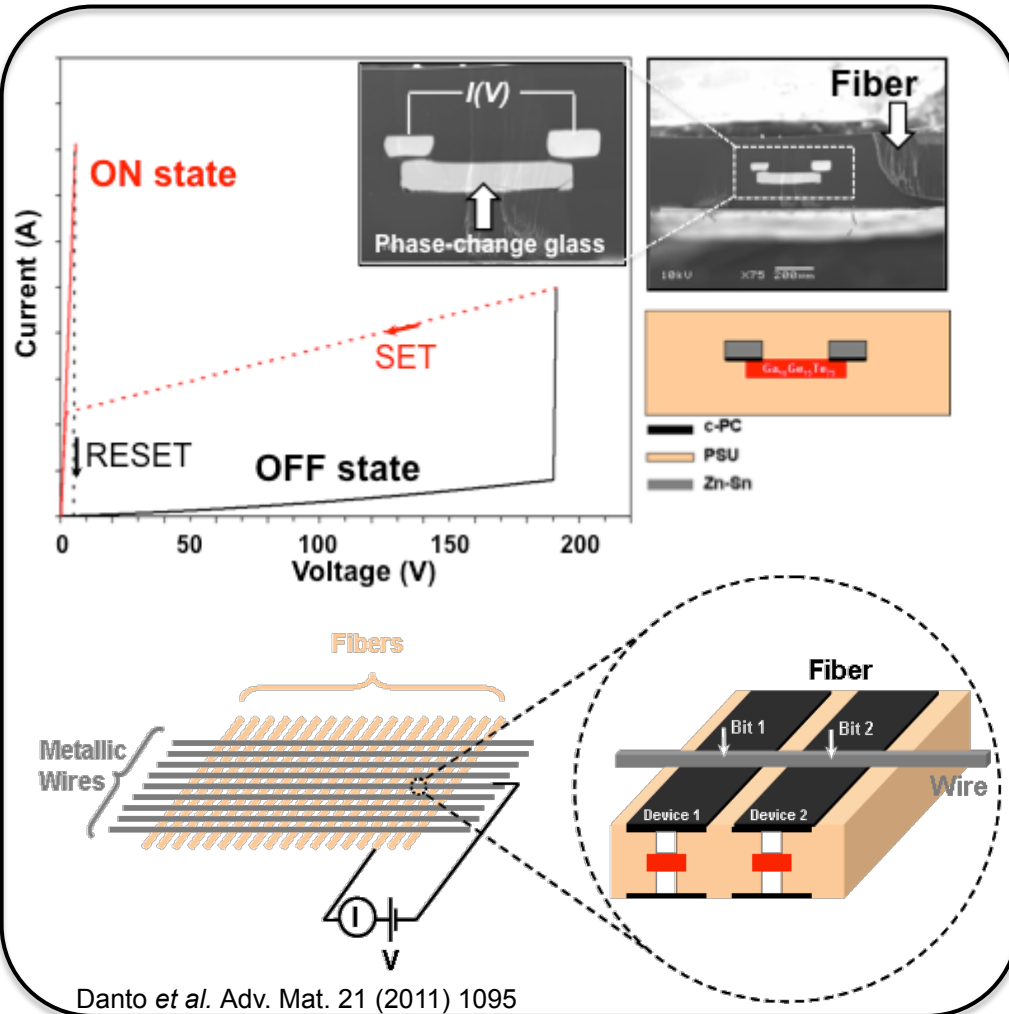 Current (A)
ON state
I(V)
Phase-change glass
SET
RESET
OFF state
0 50 100 150 200
Voltage (V)
Fiber
10kV X75 200mm
c-PC
PSU
Zn-Sn
Fibers
Metallic
Wires
I
V
Fiber
Bit 1 Bit 2
Wire
Device 1 Device 2
Danto et al. Adv. Mat. 21 (2011) 1095